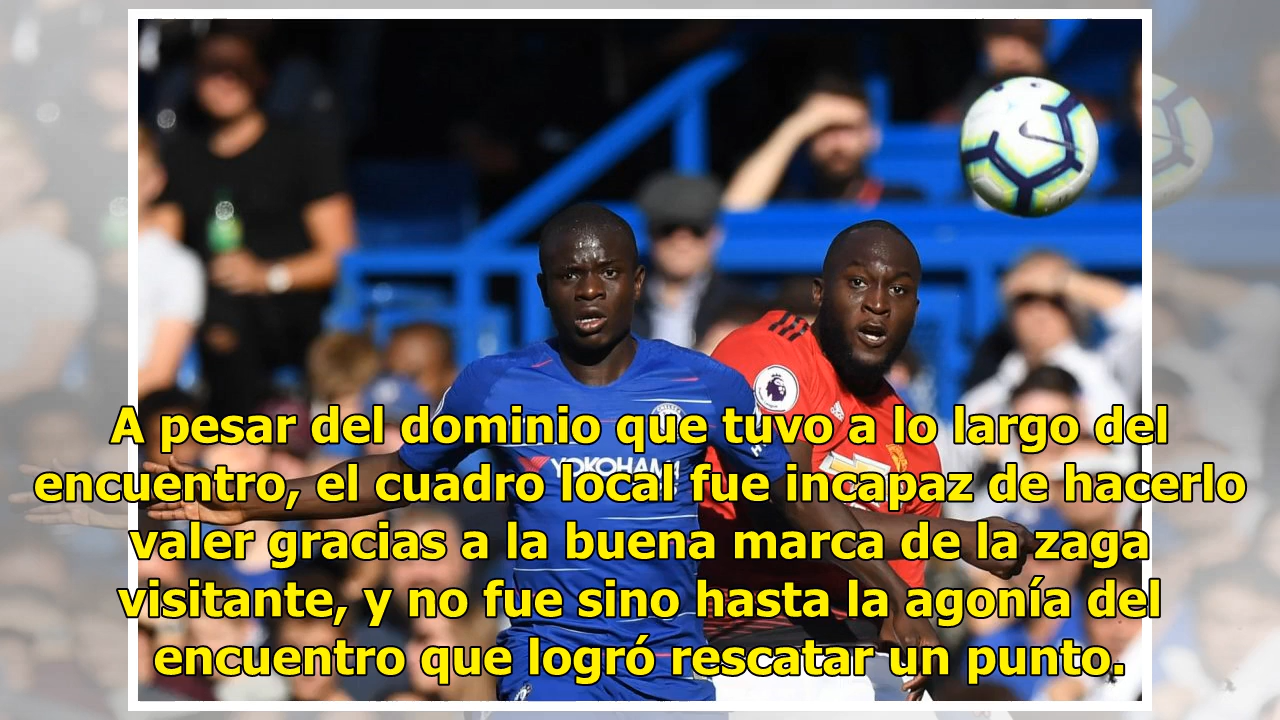 A pesar del dominio que tuvo a lo largo del
encuentro, el cuadro local fue incapaz de hacerlo
valer gracias a la buena marca de la zaga
visitante, y no fue sino hasta la agonía del
encuentro que logró rescatar un punto.
YOKOHAMA